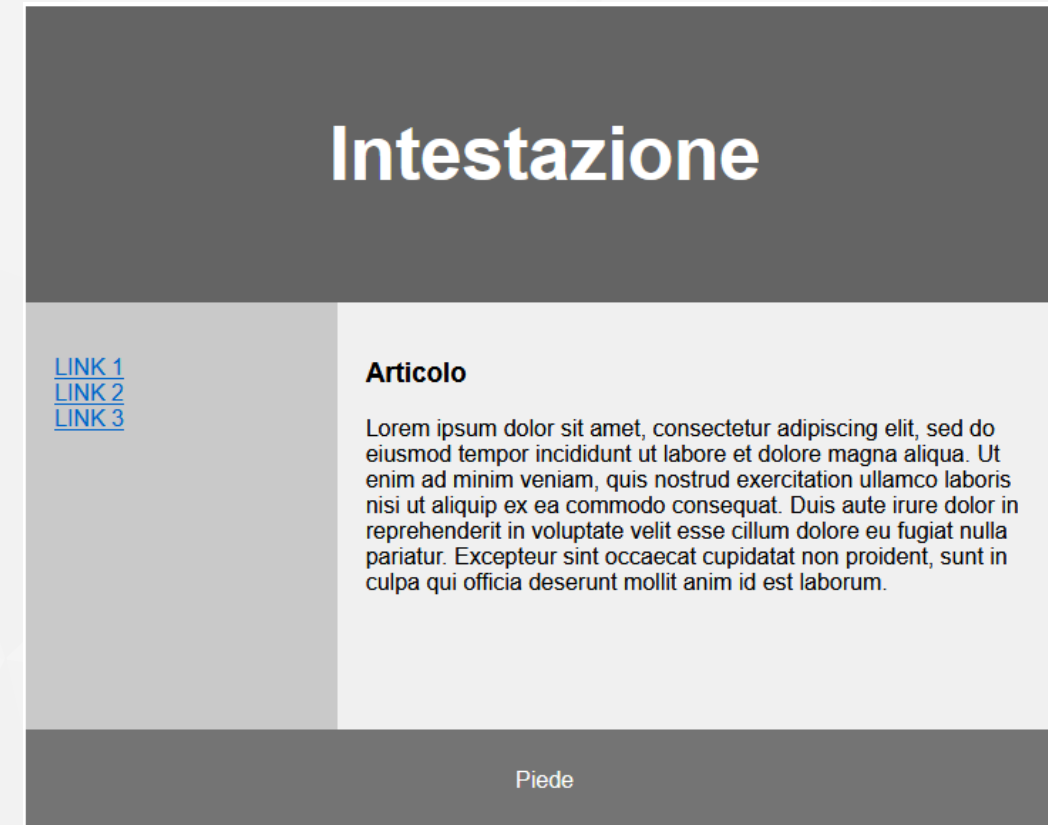 Intestazione
LINK 1
LINK 2
LINK 3
Articolo
Lorem ipsum dolor sit amet, consectetur adipiscing elit, sed do
eiusmod tempor incididunt ut labore et dolore magna aliqua. Ut
enim ad minim veniam, quis nostrud exercitation ullamco laboris
nisi ut aliquip ex ea commodo consequat. Duis aute irure dolor in
reprehenderit in voluptate velit esse cillum dolore eu fugiat nulla
pariatur. Excepteur sint occaecat cupidatat non proident, sunt in
culpa qui officia deserunt mollit anim id est laborum.
Piede